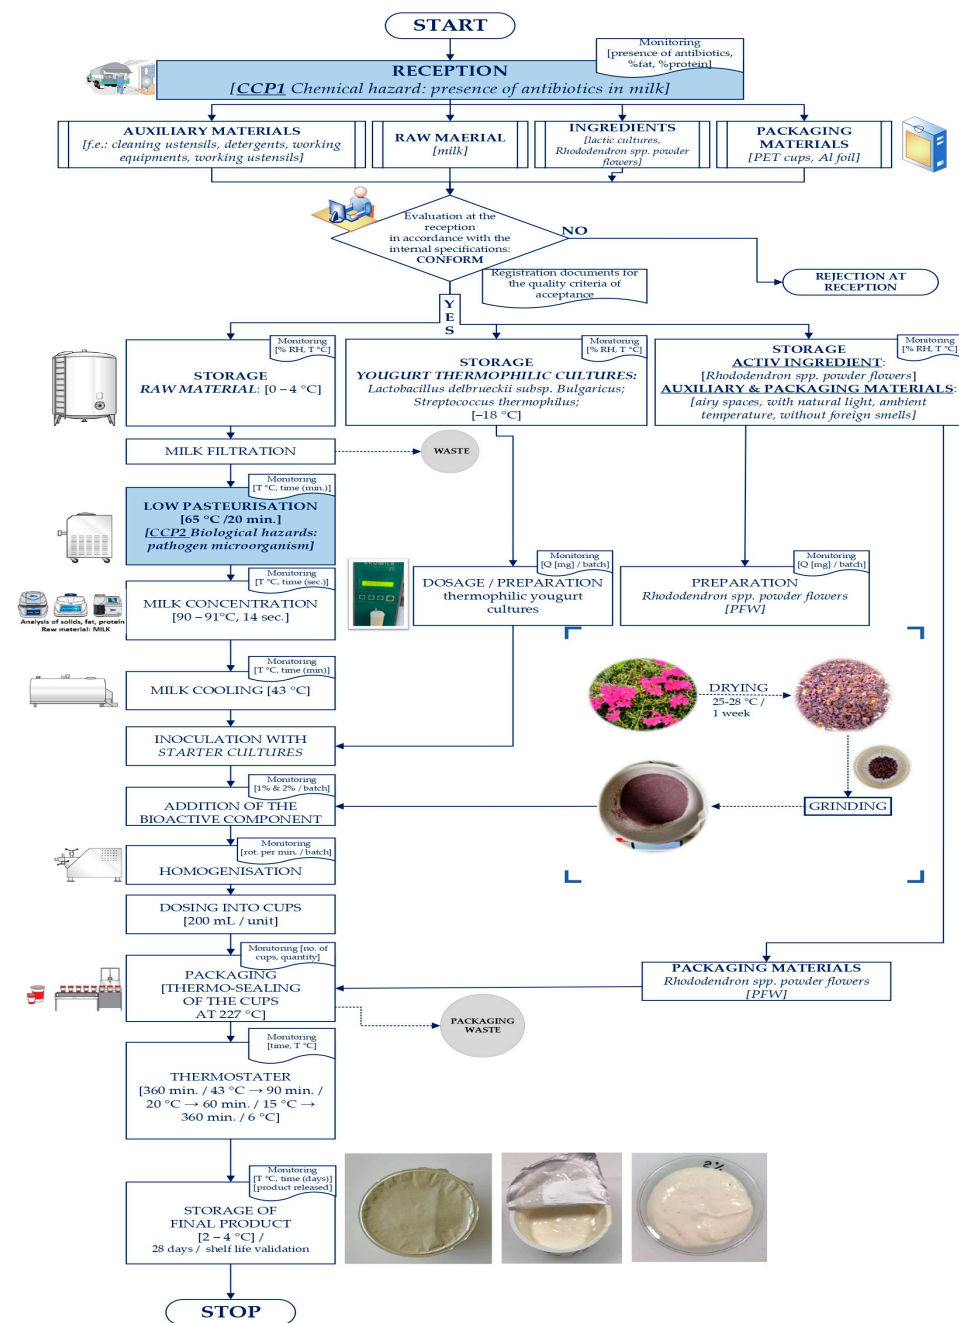 START
Monitoring
[presence of antibiotics,
%fat, %protein]
RECEPTION
[CCP1 Chemical hazard: presence of antibiotics in milk]
AUXILIARY MATERIALS
[f.e.: cleaning ustensils, detergents, working
equipments, working ustensils]
RAW MAERIAL
[milk]
INGREDIENTS
[lactic cultures,
Rhododendron spp. powder
flowers]
PACKAGING
MATERIALS
[PET cups, Al foil]
Evaluation at the
reception
in accordance with the
internal specifications:
CONFORM
NO
REJECTION AT
RECEPTION
Registration documents for
the quality criteria of
acceptance
YES
Monitoring
[% RH, T °C]
STORAGE
RAW MATERIAL: [0 – 4 °C]
Monitoring
[% RH, T °C]
STORAGE
YOUGURT THERMOPHILIC CULTURES:
Lactobacillus delbrueckii subsp. Bulgaricus;
Streptococcus thermophilus;
[–18 °C]
Monitoring
[% RH, T °C]
STORAGE
ACTIV INGREDIENT:
[Rhododendron spp. powder flowers]
AUXILIARY & PACKAGING MATERIALS:
[airy spaces, with natural light, ambient
temperature, without foreign smells]
MILK FILTRATION
WASTE
Monitoring
[T °C, time (min.)]
LOW PASTEURISATION
[65 °C /20 min.]
[CCP2 Biological hazards:
pathogen microorganism]
Monitoring
[T °C, time (sec.)]
MILK CONCENTRATION
[90 – 91°C, 14 sec.]
Analysis of solids, fat, protein
Raw material: MILK
Monitoring
[Q [mg] / batch]
DOSAGE / PREPARATION
thermophilic yougurt
cultures
Monitoring
[Q [mg] / batch]
PREPARATION
Rhododendron spp. powder flowers
[PFW]
Monitoring
[T °C, time (min)]
MILK COOLING [43 °C]
DRYING
25-28 °C /
1 week
INOCULATION WITH
STARTER CULTURES
Monitoring
[1% & 2% / batch]
ADDITION OF THE
BIOACTIVE COMPONENT
GRINDING
Monitoring
[rot. per min. / batch]
HOMOGENISATION
DOSING INTO CUPS
[200 mL / unit]
Monitoring [no. of
cups, quantity]
PACKAGING
[THERMO-SEALING
OF THE CUPS
AT 227 °C]
PACKAGING MATERIALS
Rhododendron spp. powder flowers
[PFW]
PACKAGING
WASTE
Monitoring
[time, T °C]
THERMOSTATER
[360 min. / 43 °C → 90 min. /
20 °C → 60 min. / 15 °C →
360 min. / 6 °C]
Monitoring
[T °C, time (days)]
[product released]
STORAGE OF
FINAL PRODUCT
[2 – 4 °C] /
28 days / shelf life validation
2%
STOP